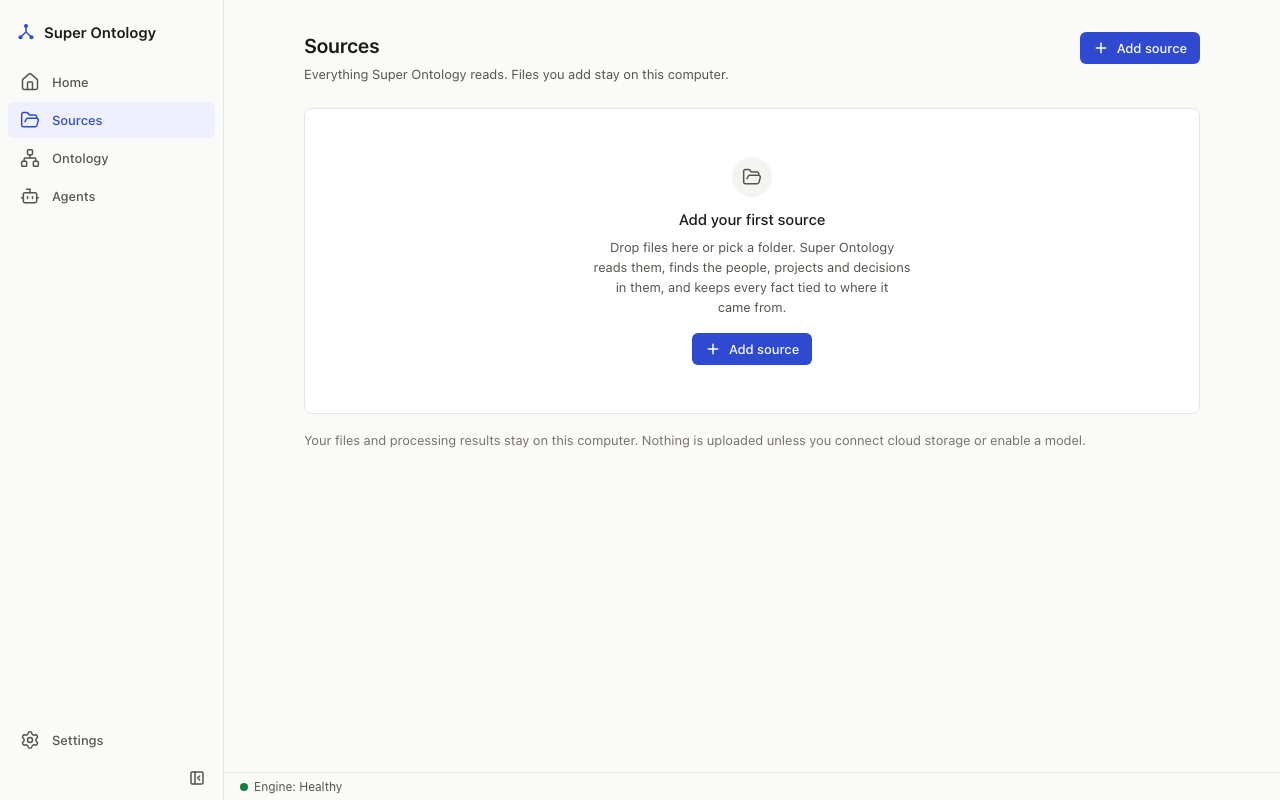 Super Ontology
Home
Sources
Ontology
Agents
Settings
Sources
Everything Super Ontology reads. Files you add stay on this computer.
Add source
Add your first source
Drop files here or pick a folder. Super Ontology
reads them, finds the people, projects and decisions
in them, and keeps every fact tied to where it
came from.
Add source
Your files and processing results stay on this computer. Nothing is uploaded unless you connect cloud storage or enable a model.
Engine: Healthy